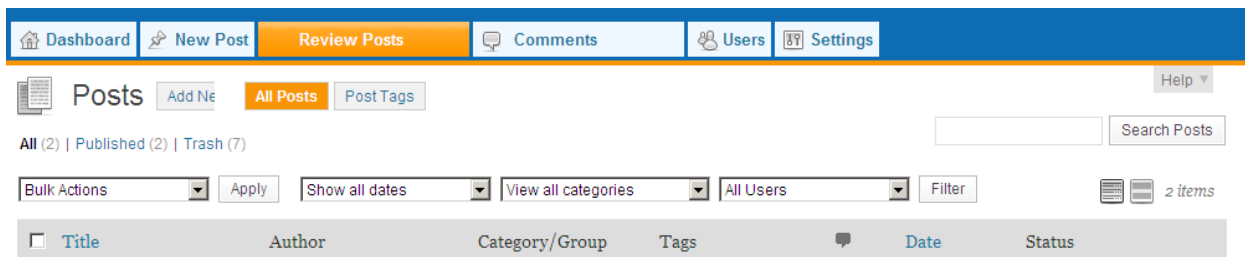 Dashboard New Post Review Posts Comments Users Settings
Help
Posts Add Ne All Posts Post Tags
Search Posts
All (2) | Published (2) | Trash (7)
Bulk Actions Apply Show all dates View all categories All Users Filter 2 items
Title Author Category/Group Tags Date Status